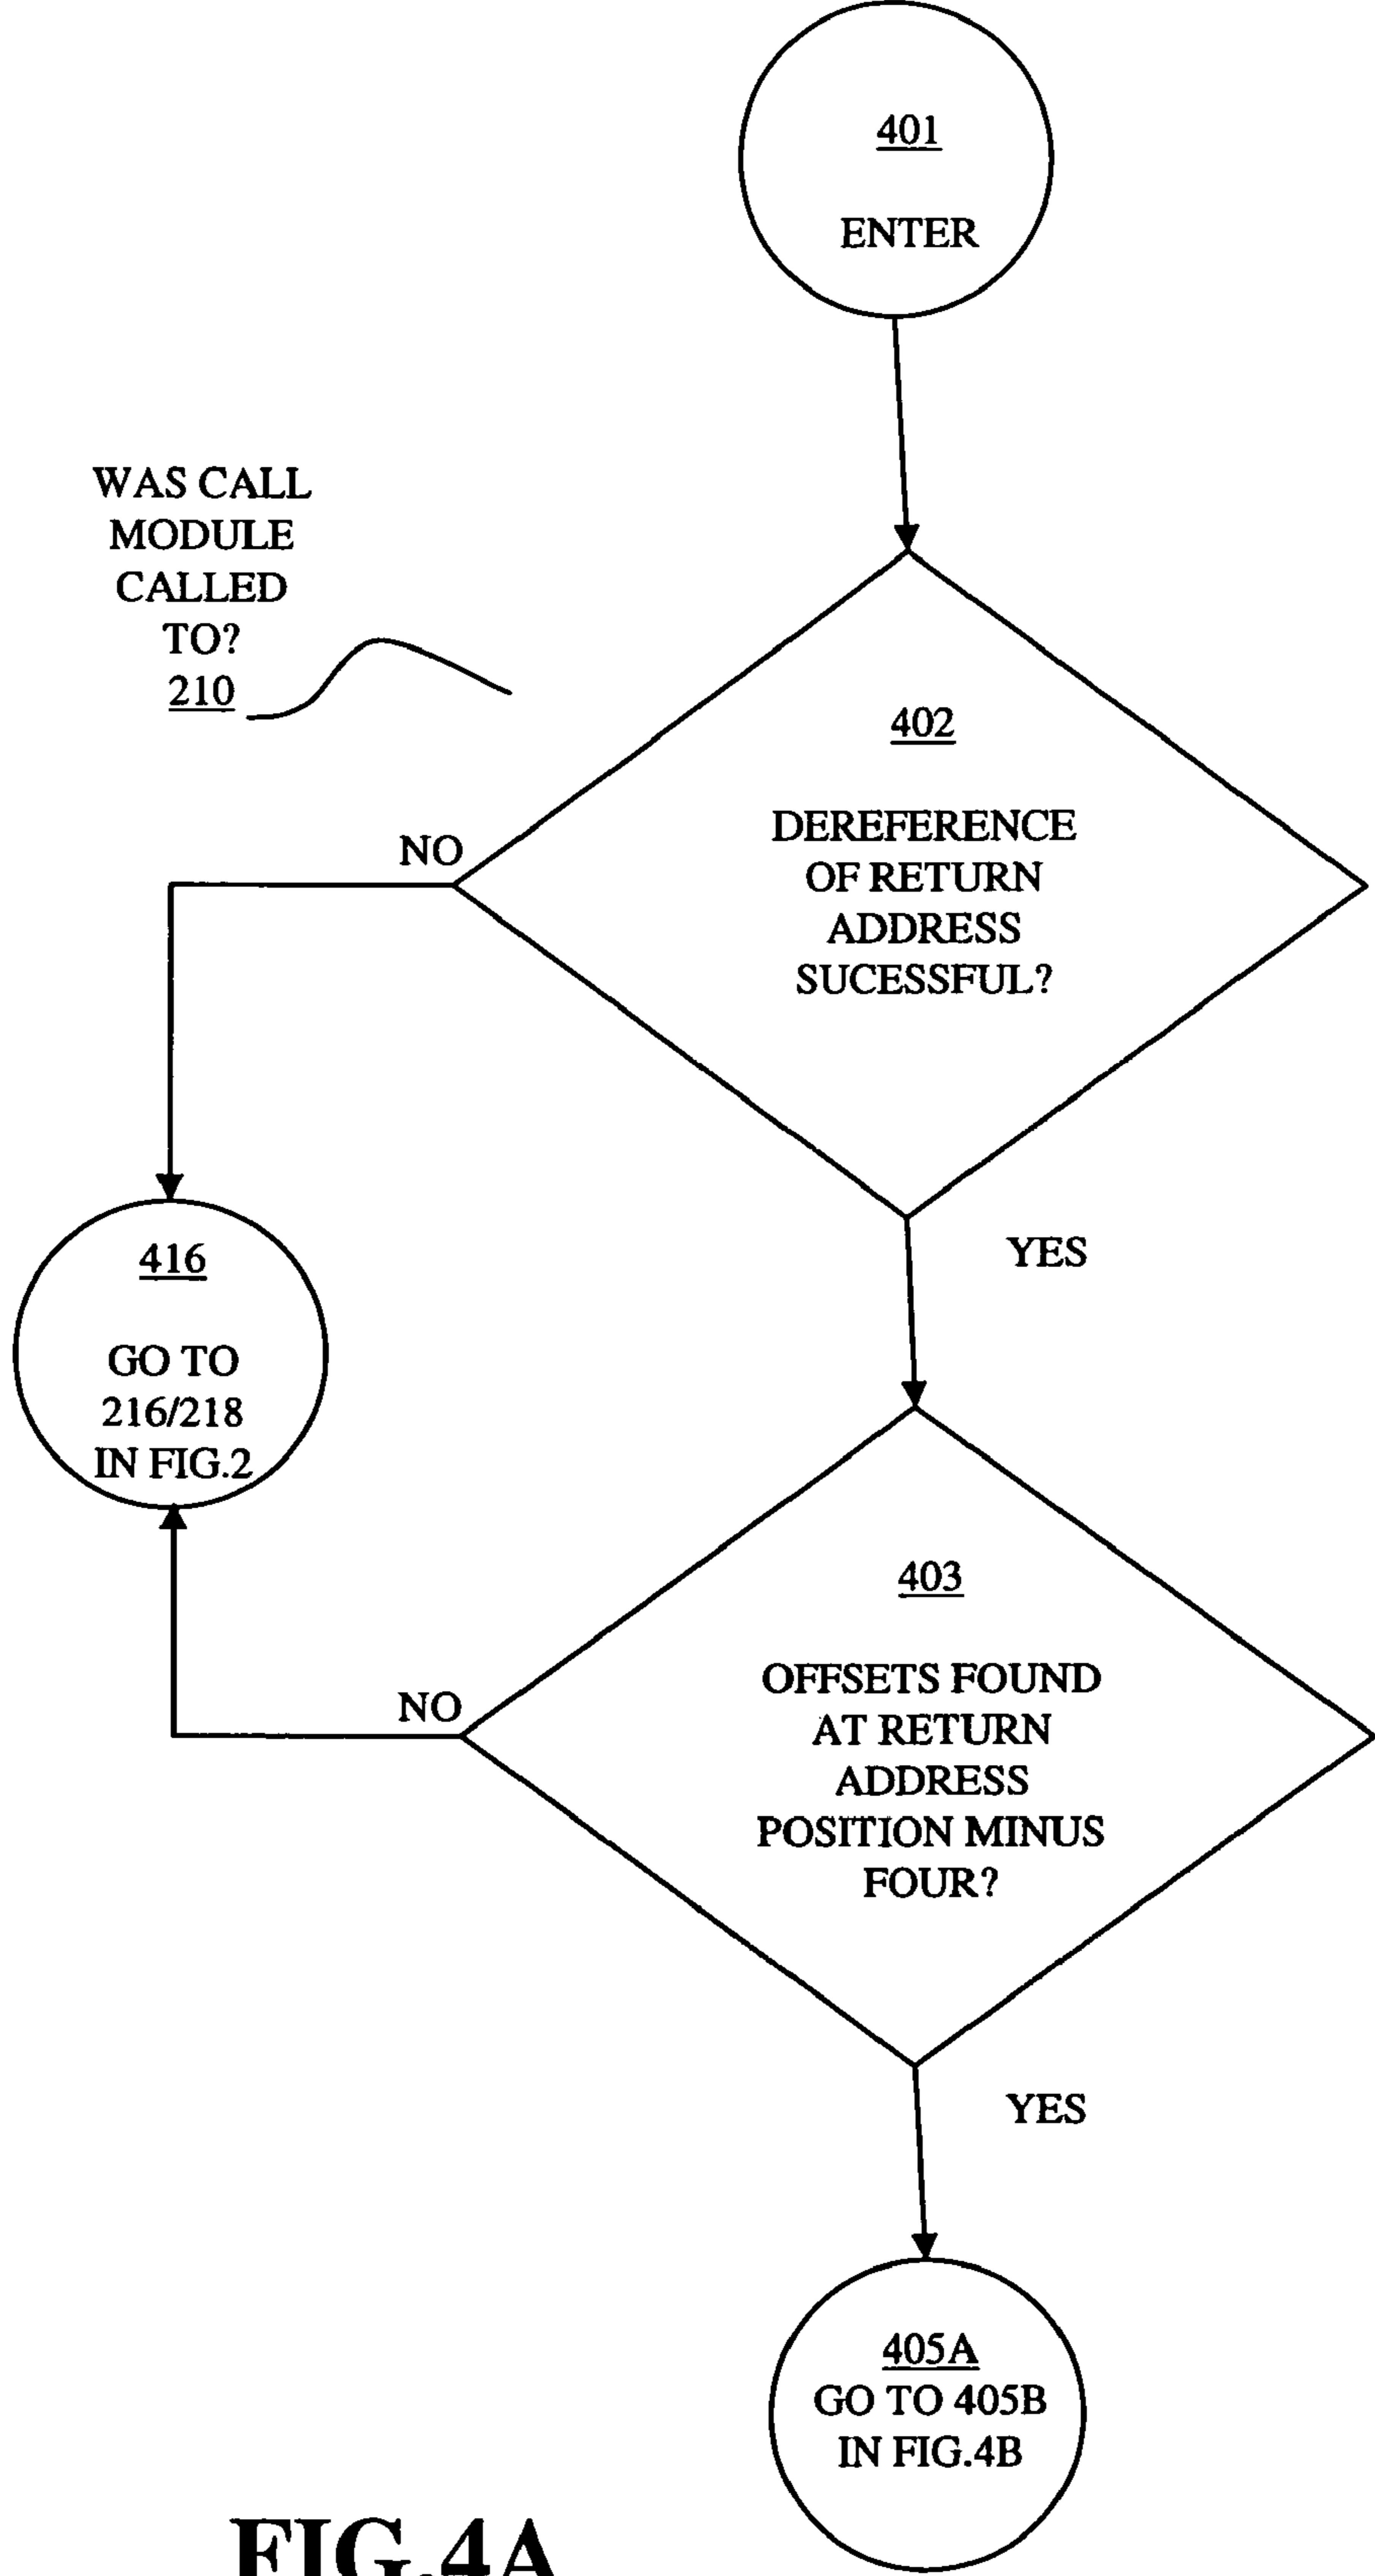 401
ENTER
WAS CALL
MODULE
CALLED
TO?
210
402
DEREFERENCE
OF RETURN
ADDRESS
SUCESSFUL?
NO
YES
416
GO TO
216/218
IN FIG.2
403
OFFSETS FOUND
AT RETURN
ADDRESS
POSITION MINUS
FOUR?
NO
YES
405A
GO TO 405B
IN FIG.4B
FIG.4A